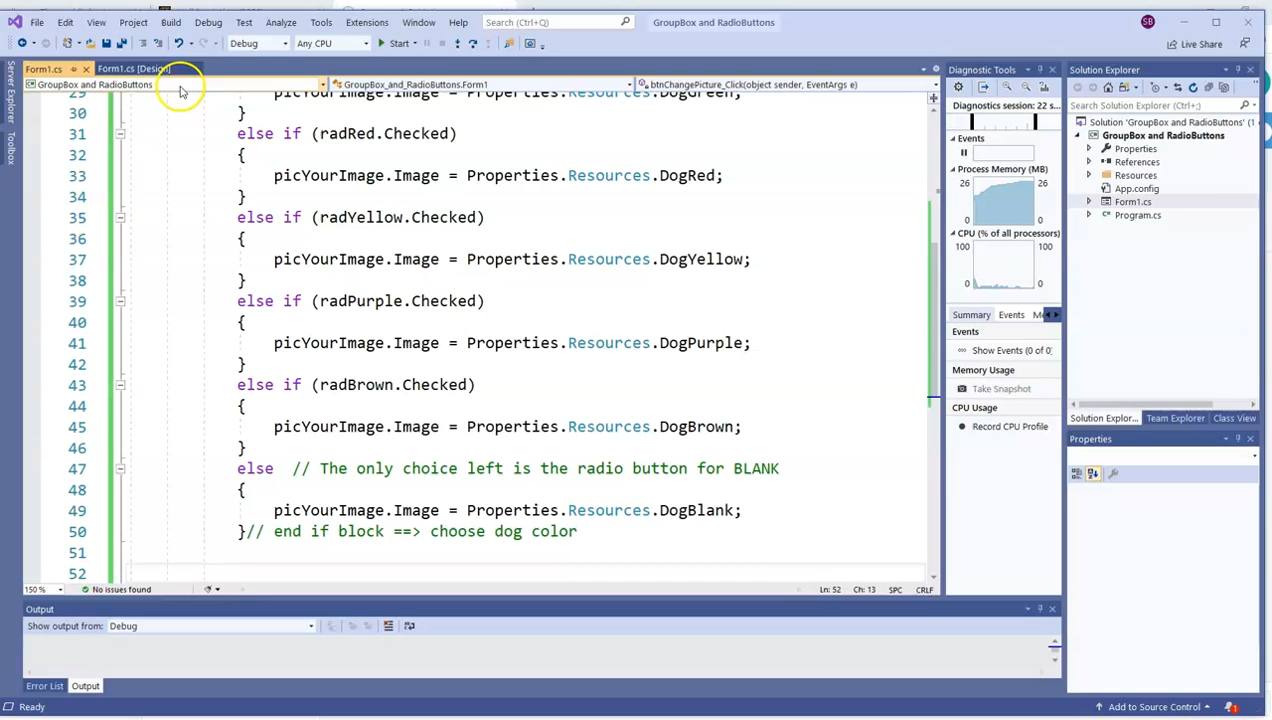 File Edit View Project Build Debug Test Analyze Tools Extensions Window Help Search (Ctrl+Q) GroupBox and RadioButtons SB
Debug Any CPU Start Live Share
Form1.cs Form1.cs [Design]
GroupBox and RadioButtons GroupBox_and_RadioButtons.Form1 btnChangePicture_Click(object sender, EventArgs e)
29 picYourImage.Image = Properties.Resources.DogGreen;
30 }
31 else if (radRed.Checked)
32 {
33 picYourImage.Image = Properties.Resources.DogRed;
34 }
35 else if (radYellow.Checked)
36 {
37 picYourImage.Image = Properties.Resources.DogYellow;
38 }
39 else if (radPurple.Checked)
40 {
41 picYourImage.Image = Properties.Resources.DogPurple;
42 }
43 else if (radBrown.Checked)
44 {
45 picYourImage.Image = Properties.Resources.DogBrown;
46 }
47 else // The only choice left is the radio button for BLANK
48 {
49 picYourImage.Image = Properties.Resources.DogBlank;
50 }// end if block ==> choose dog color
51
52
150 % No issues found Ln: 52 Ch: 13 SPC CRLF
Output
Show output from: Debug
Error List Output
Ready Add to Source Control 1
Server Explorer
Toolbox
Diagnostic Tools
Diagnostics session: 22 s...
Events
Process Memory (MB)
26 26
0 0
CPU (% of all processors)
100 100
0 0
Summary Events
Events
Show Events (0 of 0)
Memory Usage
Take Snapshot
CPU Usage
Record CPU Profile
Solution Explorer
Search Solution Explorer (Ctrl+;)
Solution 'GroupBox and RadioButtons' (1 o
GroupBox and RadioButtons
Properties
References
Resources
App.config
Form1.cs
Program.cs
Solution Explor... Team Explorer Class View
Properties